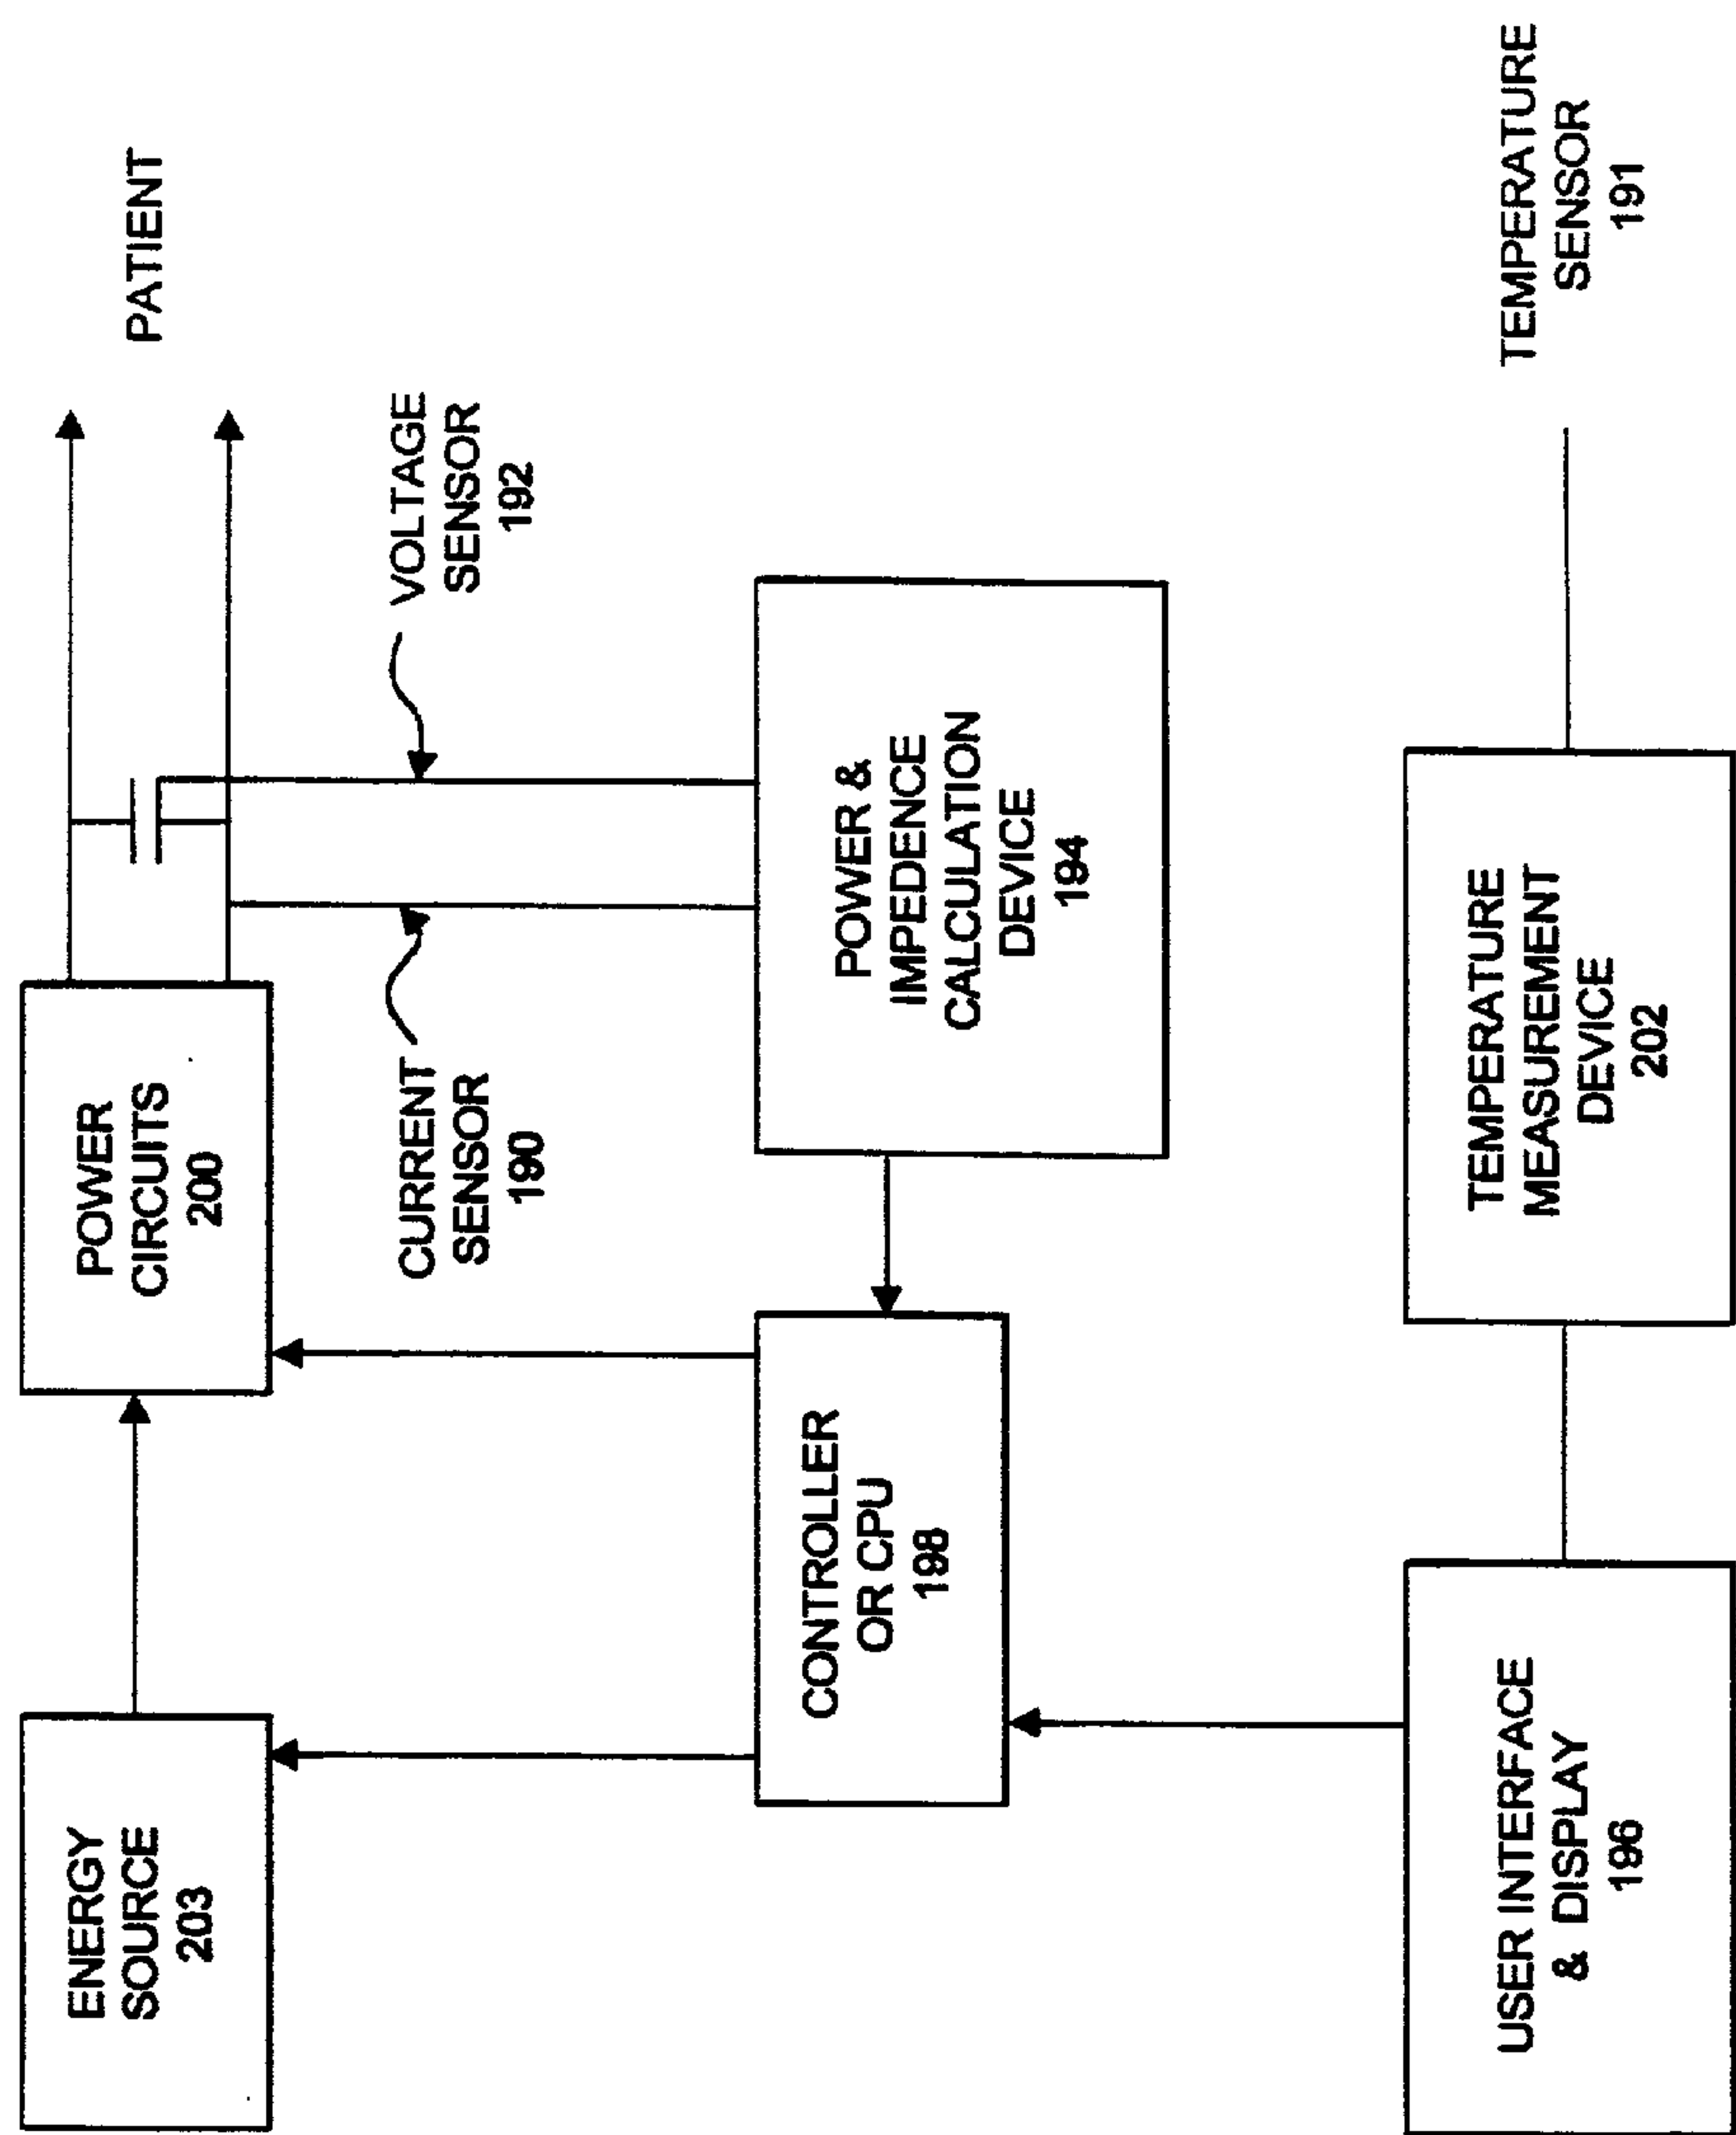 ENERGY
SOURCE
203
POWER
CIRCUITS
200
PATIENT
CURRENT
SENSOR
190
VOLTAGE
SENSOR
192
CONTROLLER
OR CPU
198
POWER &
IMPEDENCE
CALCULATION
DEVICE
194
USER INTERFACE
& DISPLAY
196
TEMPERATURE
MEASUREMENT
DEVICE
202
TEMPERATURE
SENSOR
191